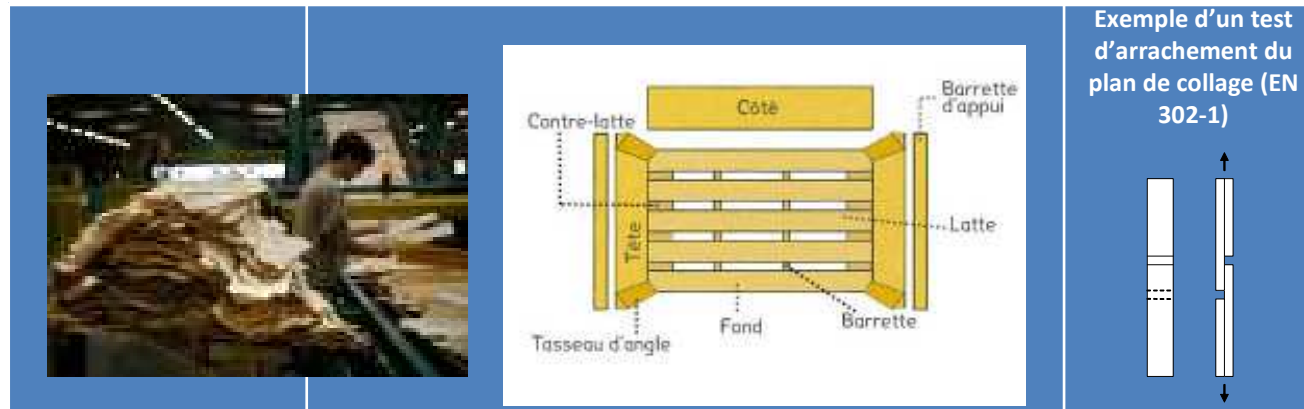 Exemple d’un test
d’arrachement du
plan de collage (EN
302-1)
Côté
Barrette
d'appui
Contre-latte
Latte
Tête
Fond
Barrette
Tasseau d'angle